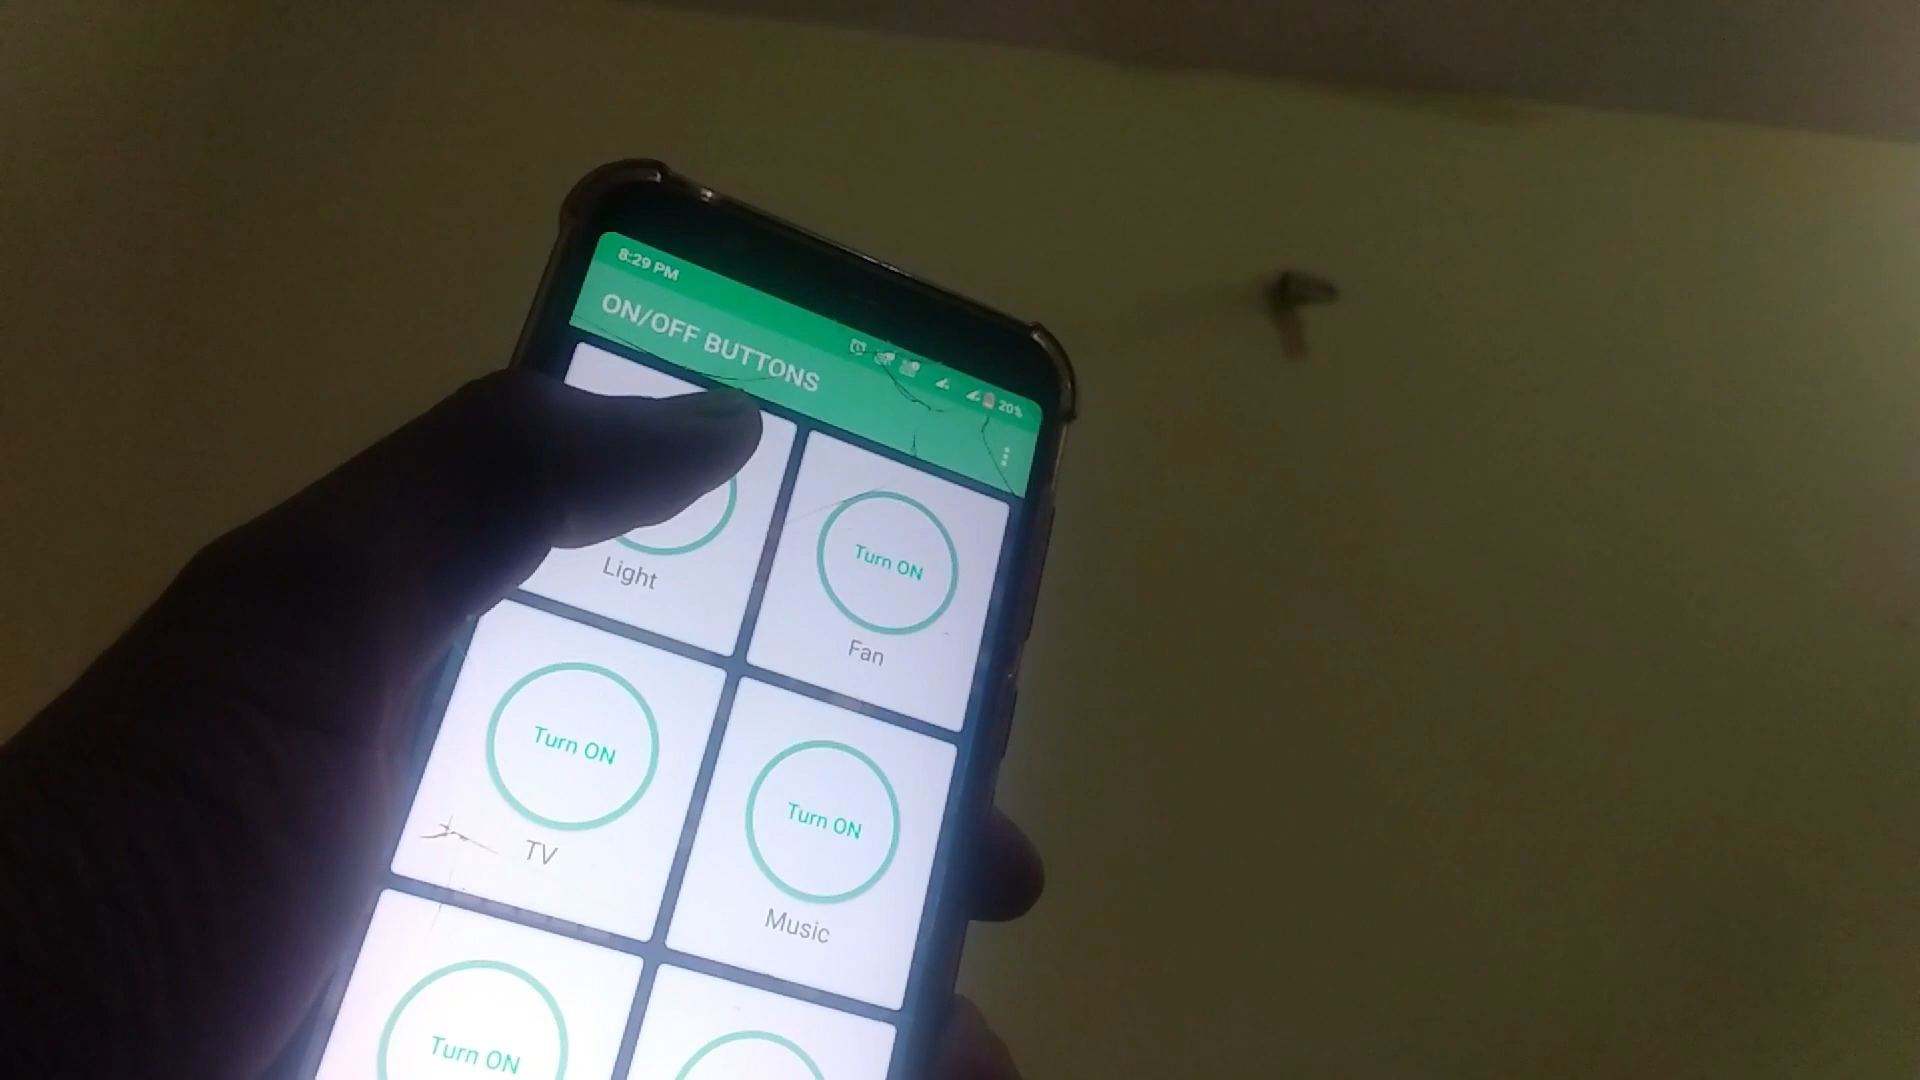 8:29 PM
20%
ON/OFF BUTTONS
Light
Turn ON
Fan
Turn ON
TV
Turn ON
Music
Turn ON